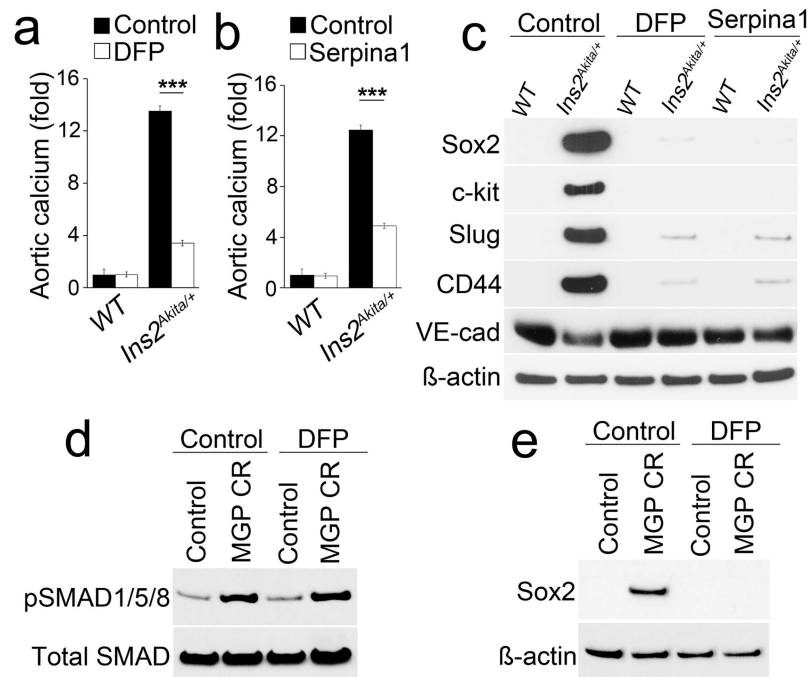 a
Control
DFP
Aortic calcium (fold)
16
12
8
4
0
***
WT
Ins2Akita/+
b
Control
Serpina1
Aortic calcium (fold)
16
12
8
4
0
***
WT
Ins2Akita/+
c
Control DFP Serpina1
WT Ins2Akita/+ WT Ins2Akita/+ WT Ins2Akita/+
Sox2
c-kit
Slug
CD44
VE-cad
ß-actin
d
Control DFP
Control MGP CR Control MGP CR
pSMAD1/5/8
Total SMAD
e
Control DFP
Control MGP CR Control MGP CR
Sox2
ß-actin